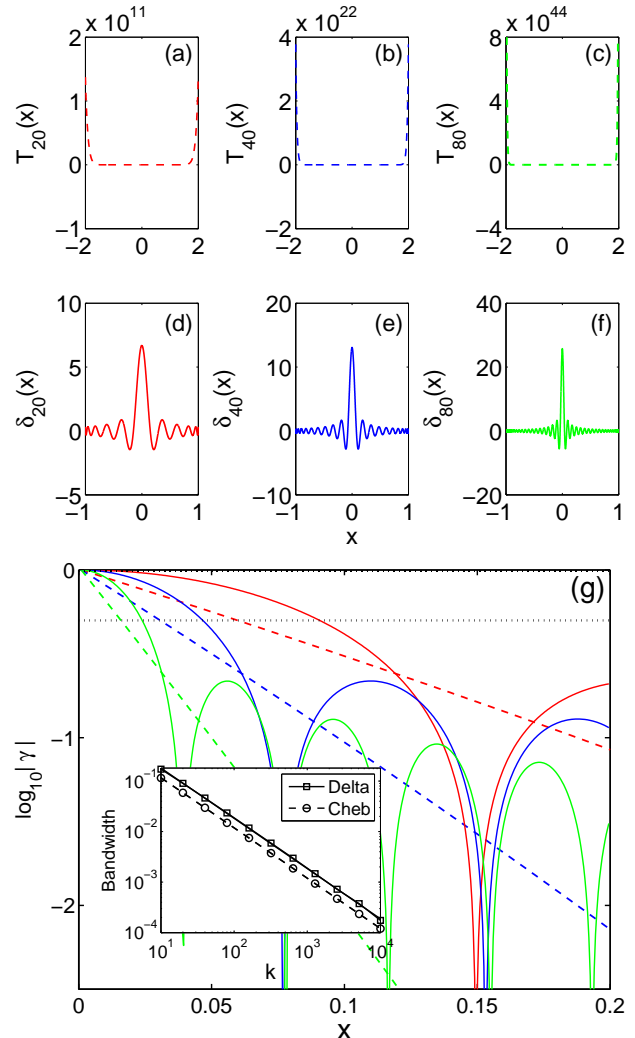 x 10^11 x 10^22 x 10^44
2 4 8
(a) (b) (c)
1 2 4
T_20(x) T_40(x) T_80(x)
0 0 0
−1 −2 −4
−2 0 2 −2 0 2 −2 0 2
10 20 40
(d) (e) (f)
5 10 20
δ_20(x) δ_40(x) δ_80(x)
0 0 0
−5 −10 −20
−1 0 1 −1 0 1 −1 0 1
x
0
(g)
log_10|γ|
−1
−2
10^−1
10^−2
10^−3
10^−4
Bandwidth
Delta
Cheb
10^1 10^2 10^3 10^4
k
0 0.05 0.1 0.15 0.2
x